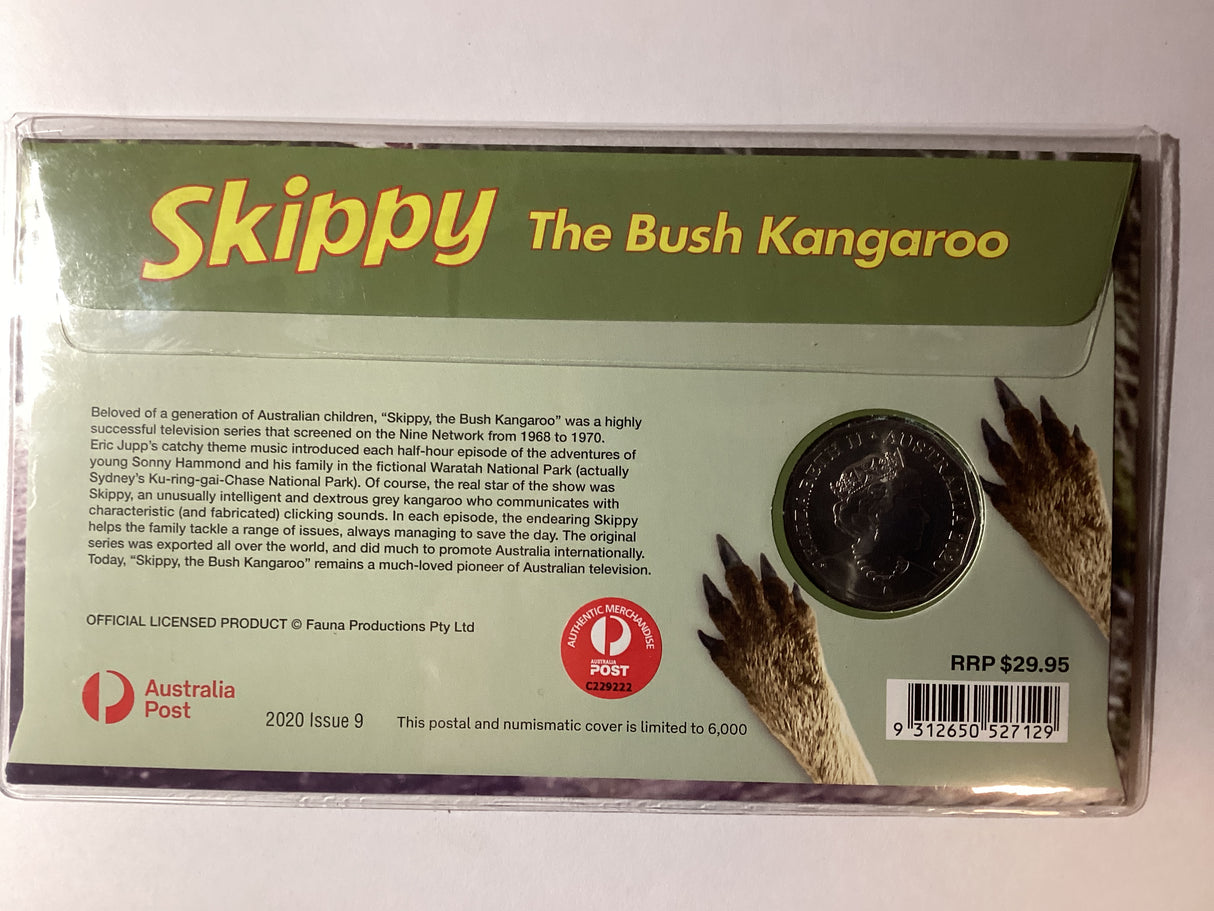 Skippy The Bush Kangaroo
Beloved of a generation of Australian children, “Skippy, the Bush Kangaroo” was a highly
successful television series that screened on the Nine Network from 1968 to 1970.
Eric Jupp’s catchy theme music introduced each half-hour episode of the adventures of
young Sonny Hammond and his family in the fictional Waratah National Park (actually
Sydney’s Ku-ring-gai-Chase National Park). Of course, the real star of the show was
Skippy, an unusually intelligent and dextrous grey kangaroo who communicates with
characteristic (and fabricated) clicking sounds. In each episode, the endearing Skippy
helps the family tackle a range of issues, always managing to save the day. The original
series was exported all over the world, and did much to promote Australia internationally.
Today, “Skippy, the Bush Kangaroo” remains a much-loved pioneer of Australian television.
ELIZABETH II • AUSTRALIA
OFFICIAL LICENSED PRODUCT © Fauna Productions Pty Ltd
AUTHENTIC MERCHANDISE
AUSTRALIA
POST
C229222
RRP $29.95
Australia
Post
2020 Issue 9
This postal and numismatic cover is limited to 6,000
9 312650 527129